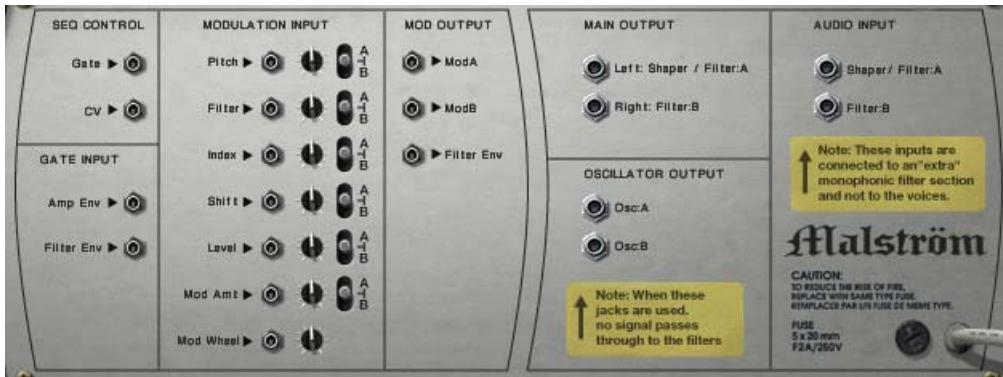 SEQ CONTROL
Gate
CV
GATE INPUT
Amp Env
Filter Env
MODULATION INPUT
Pitch
A
B
Filter
A
B
Index
A
B
Shift
A
B
Level
A
B
Mod Amt
A
B
Mod Wheel
MOD OUTPUT
ModA
ModB
Filter Env
MAIN OUTPUT
Left: Shaper / Filter:A
Right: Filter:B
OSCILLATOR OUTPUT
Osc:A
Osc:B
Note: When these
jacks are used.
no signal passes
through to the filters
AUDIO INPUT
Shaper/ Filter:A
Filter:B
Note: These inputs are
connected to an"extra"
monophonic filter section
and not to the voices.
Malström
CAUTION:
TO REDUCE THE RISK OF FIRE,
REPLACE WITH SAME TYPE FUSE.
REMPLACER PAR UN FUSE DE MEME TYPE.
FUSE
5 x 20 mm
F2A/250V